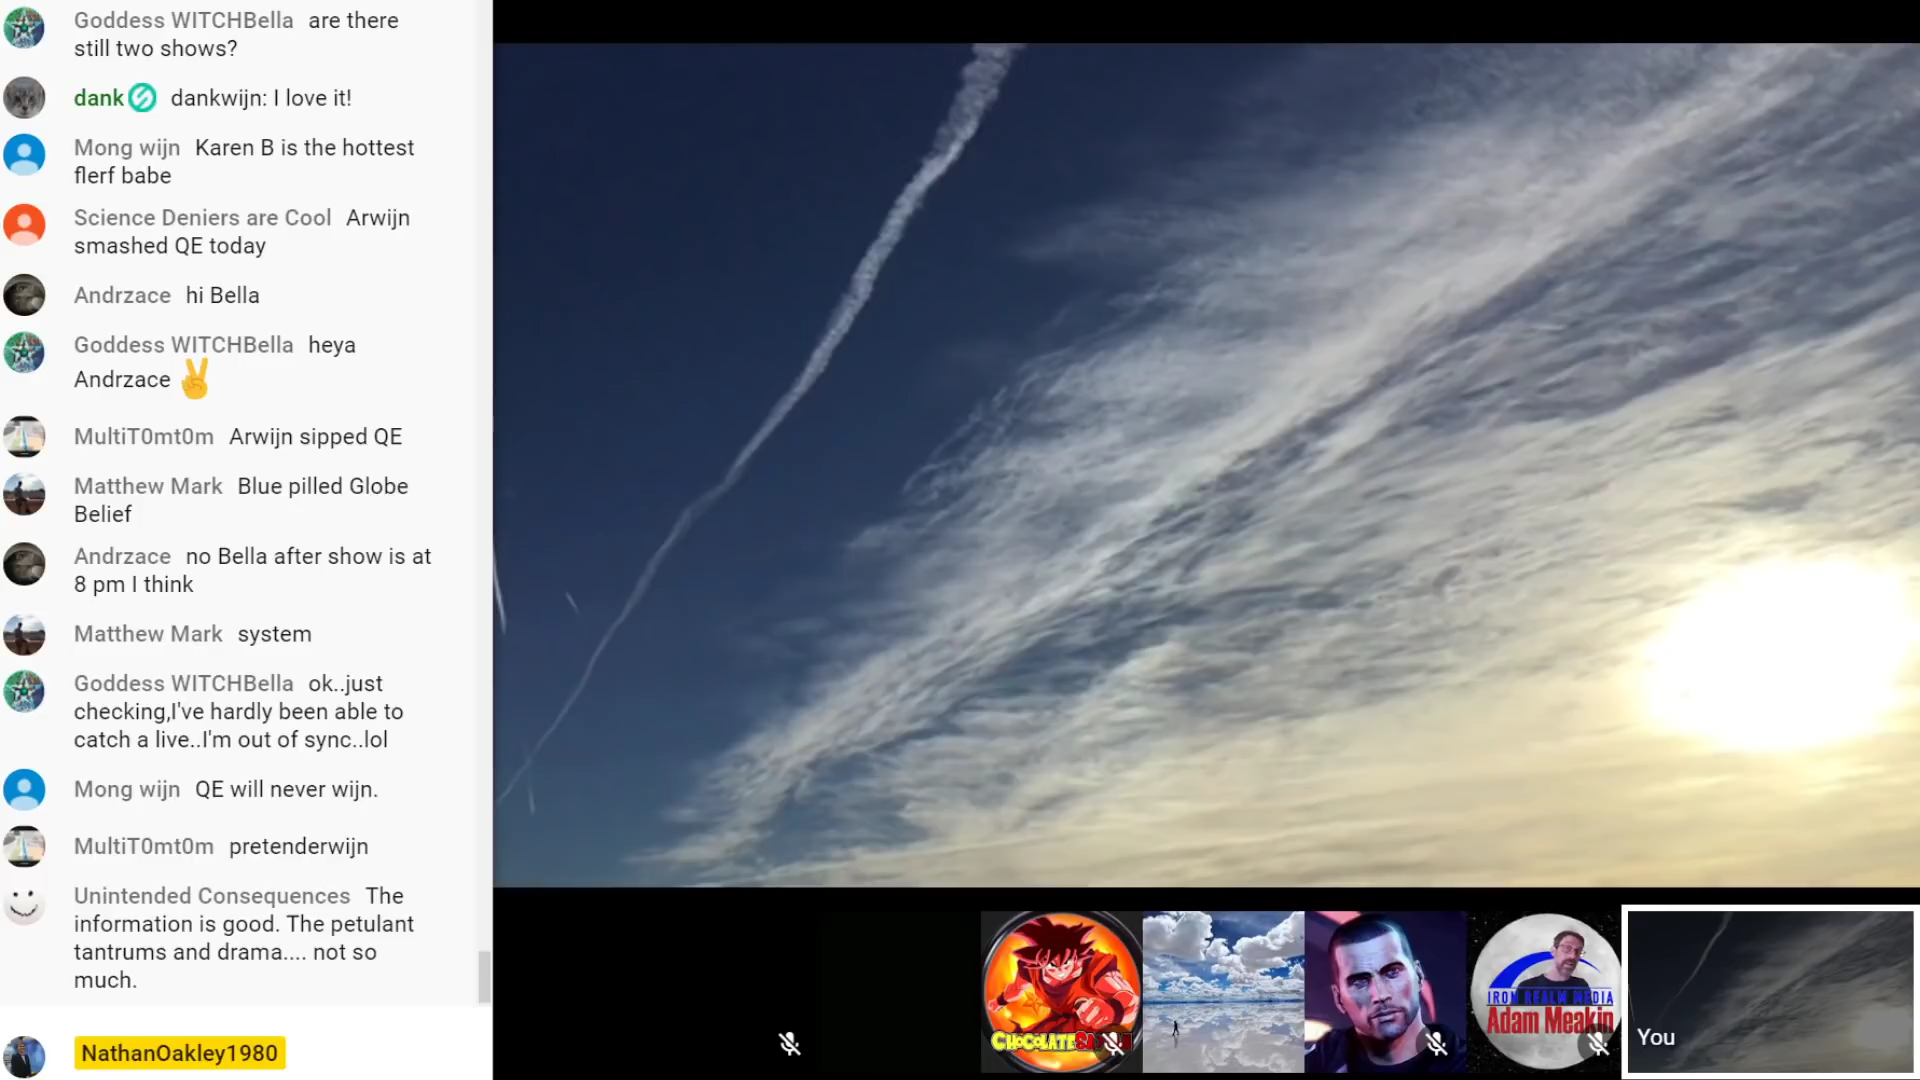 Goddess WITCHBella are there
still two shows?
dank dankwijn: I love it!
Mong wijn Karen B is the hottest
flerf babe
Science Deniers are Cool Arwijn
smashed QE today
Andrzace hi Bella
Goddess WITCHBella heya
Andrzace ✌
MultiT0mt0m Arwijn sipped QE
Matthew Mark Blue pilled Globe
Belief
Andrzace no Bella after show is at
8 pm I think
Matthew Mark system
Goddess WITCHBella ok..just
checking,I've hardly been able to
catch a live..I'm out of sync..lol
Mong wijn QE will never wijn.
MultiT0mt0m pretenderwijn
Unintended Consequences The
information is good. The petulant
tantrums and drama.... not so
much.
NathanOakley1980
IRON REALM MEDIA
Adam Meakin
You